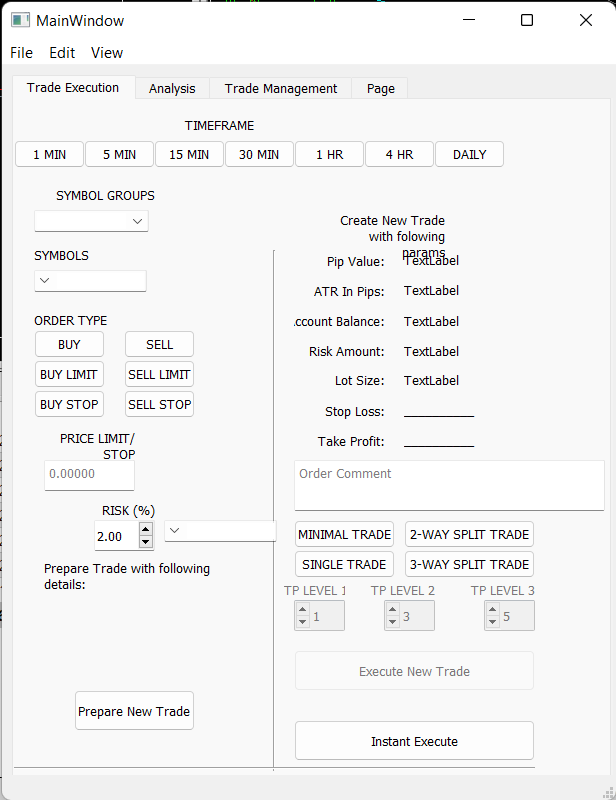 MainWindow
File Edit View
Trade Execution Analysis Trade Management Page
TIMEFRAME
1 MIN 5 MIN 15 MIN 30 MIN 1 HR 4 HR DAILY
SYMBOL GROUPS
SYMBOLS
ORDER TYPE
BUY SELL
BUY LIMIT SELL LIMIT
BUY STOP SELL STOP
PRICE LIMIT/
STOP
0.00000
RISK (%)
2.00
Prepare Trade with following
details:
Prepare New Trade
Create New Trade
with folowing
params
Pip Value: TextLabel
ATR In Pips: TextLabel
ccount Balance: TextLabel
Risk Amount: TextLabel
Lot Size: TextLabel
Stop Loss: ___________
Take Profit: ___________
Order Comment
MINIMAL TRADE 2-WAY SPLIT TRADE
SINGLE TRADE 3-WAY SPLIT TRADE
TP LEVEL 1 TP LEVEL 2 TP LEVEL 3
1 3 5
Execute New Trade
Instant Execute